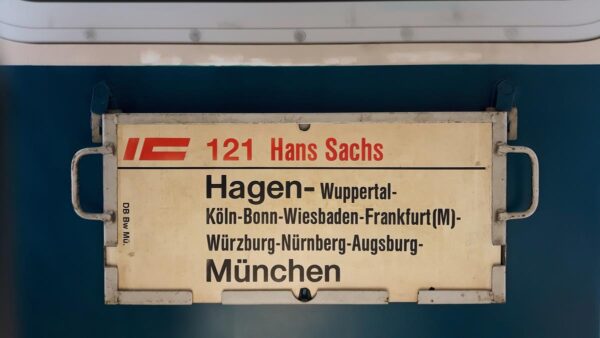 IC 121 Hans Sachs
Hagen- Wuppertal-
Köln-Bonn-Wiesbaden-Frankfurt(M)-
Würzburg-Nürnberg-Augsburg-
München
DB Bw Mü.